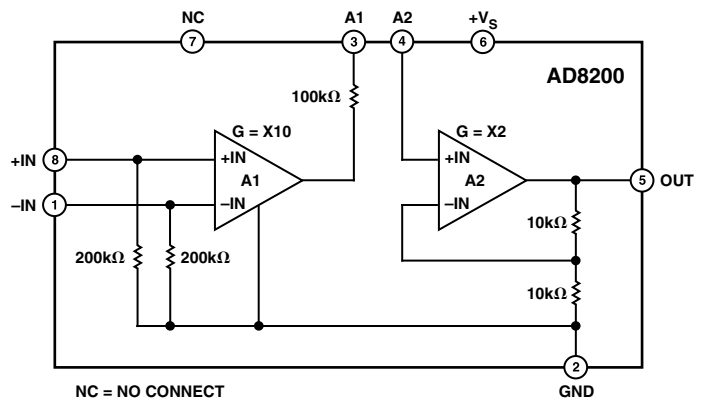 NC A1 A2 +VS
7 3 4 6
AD8200
100kΩ
G = X10 G = X2
+IN 8 +IN +IN
A1 A2 5 OUT
–IN 1 –IN –IN
10kΩ
200kΩ 200kΩ
10kΩ
2
NC = NO CONNECT GND